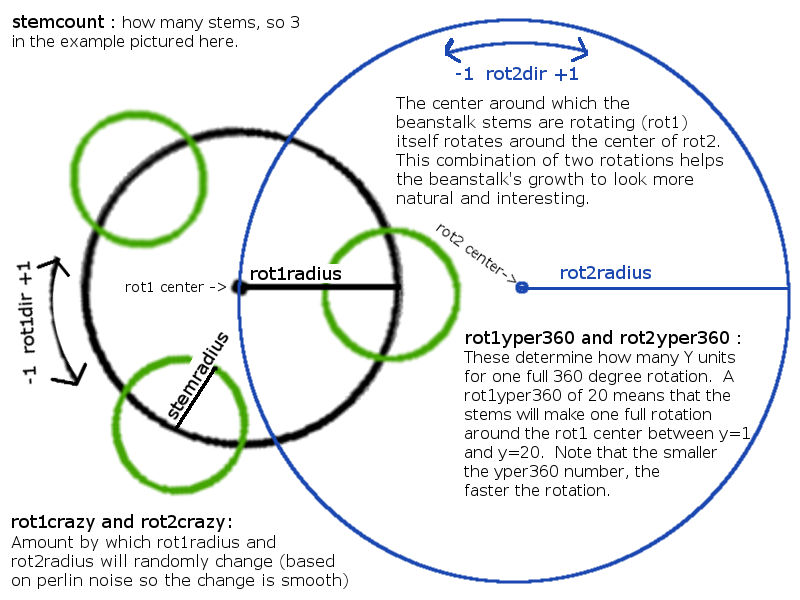 stemcount : how many stems, so 3
in the example pictured here.
-1 rot2dir +1
The center around which the
beanstalk stems are rotating (rot1)
itself rotates around the center of rot2.
This combination of two rotations helps
the beanstalk's growth to look more
natural and interesting.
rot2 center->
rot1 center ->
rot1radius
rot2radius
-1 rot1dir +1
stemradius
rot1yper360 and rot2yper360 :
These determine how many Y units
for one full 360 degree rotation.  A
rot1yper360 of 20 means that the
stems will make one full rotation
around the rot1 center between y=1
and y=20.  Note that the smaller
the yper360 number, the
faster the rotation.
rot1crazy and rot2crazy:
Amount by which rot1radius and
rot2radius will randomly change (based
on perlin noise so the change is smooth)